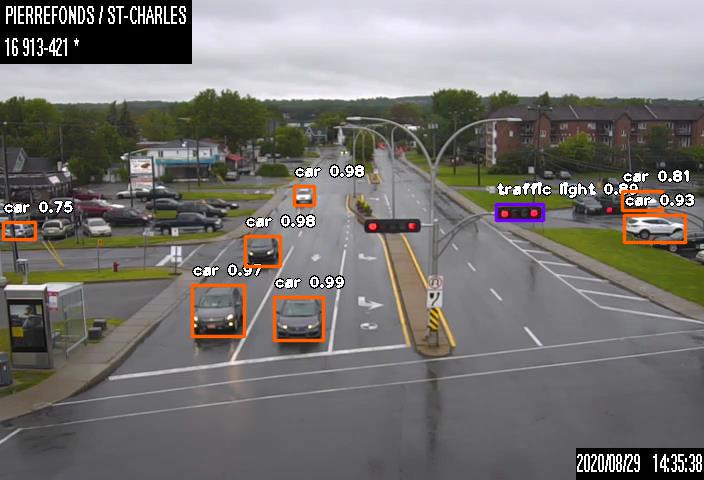 PIERREFONDS / ST-CHARLES
16 913-421 *
car 0.98
car 0.81
traffic light 0.89
car 0.93
car 0.75
car 0.98
car 0.97
car 0.99
2020/08/29 14:35:38